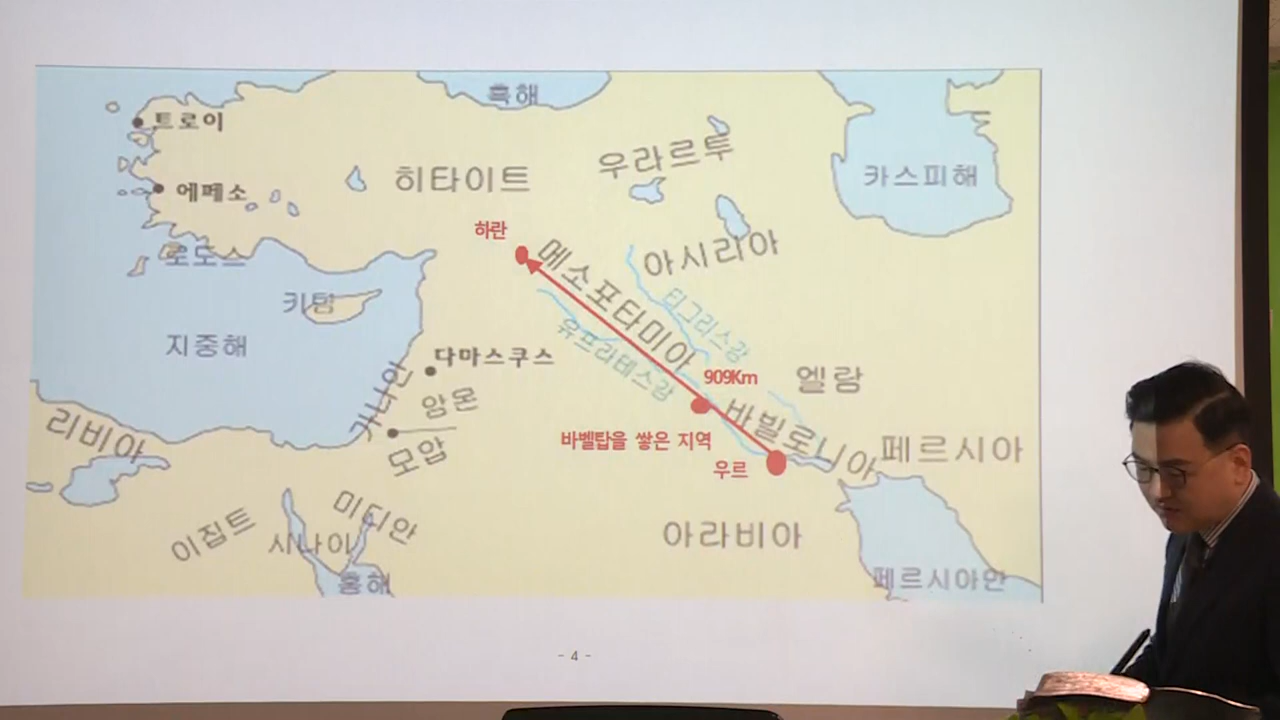 흑해
트로이
우라르투
히타이트
카스피해
에페소
하란
메소포타미아
아시리아
로도스
키팀
티그리스강
지중해
유프라테스강
다마스쿠스
909Km
엘람
가나안
암몬
바빌로니아
리비아
바벨탑을 쌓은 지역
페르시아
모압
우르
미디안
이집트
시나이
아라비아
홍해
페르시아만
- 4 -